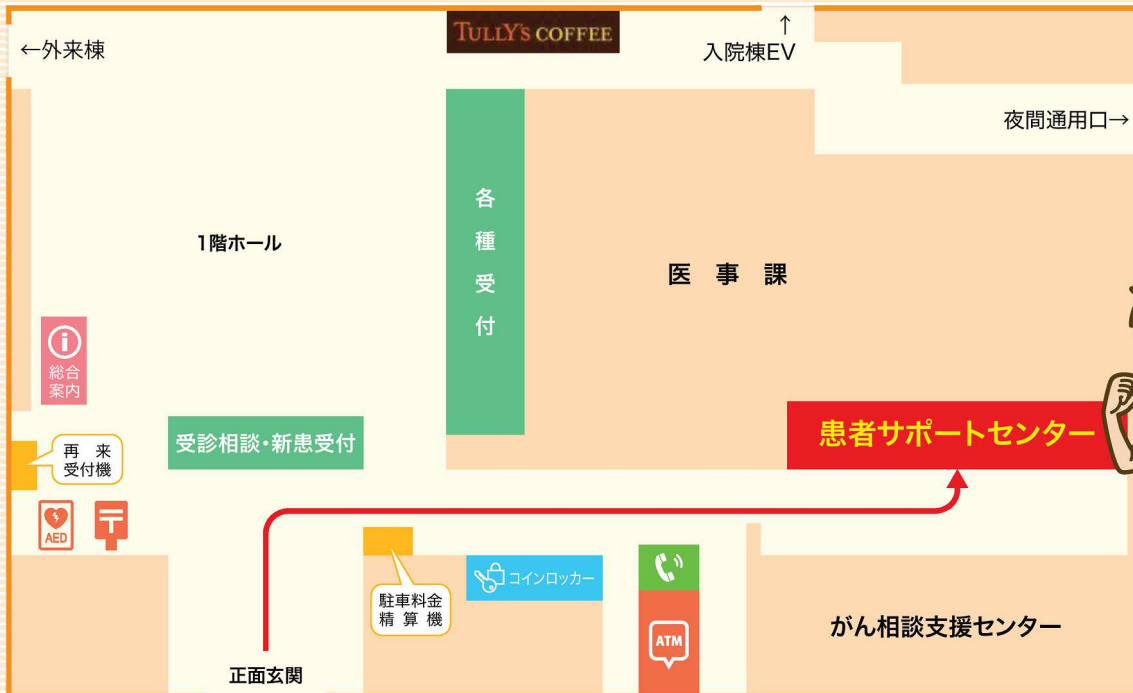 ←外来棟
TULLY'S COFFEE
↑
入院棟EV
夜間通用口→
1階ホール
各種受付
医事課
i
総合
案内
受診相談・新患受付
患者サポートセンター
再来
受付機
AED
〒
駐車料金
精算機
コインロッカー
ATM
がん相談支援センター
正面玄関